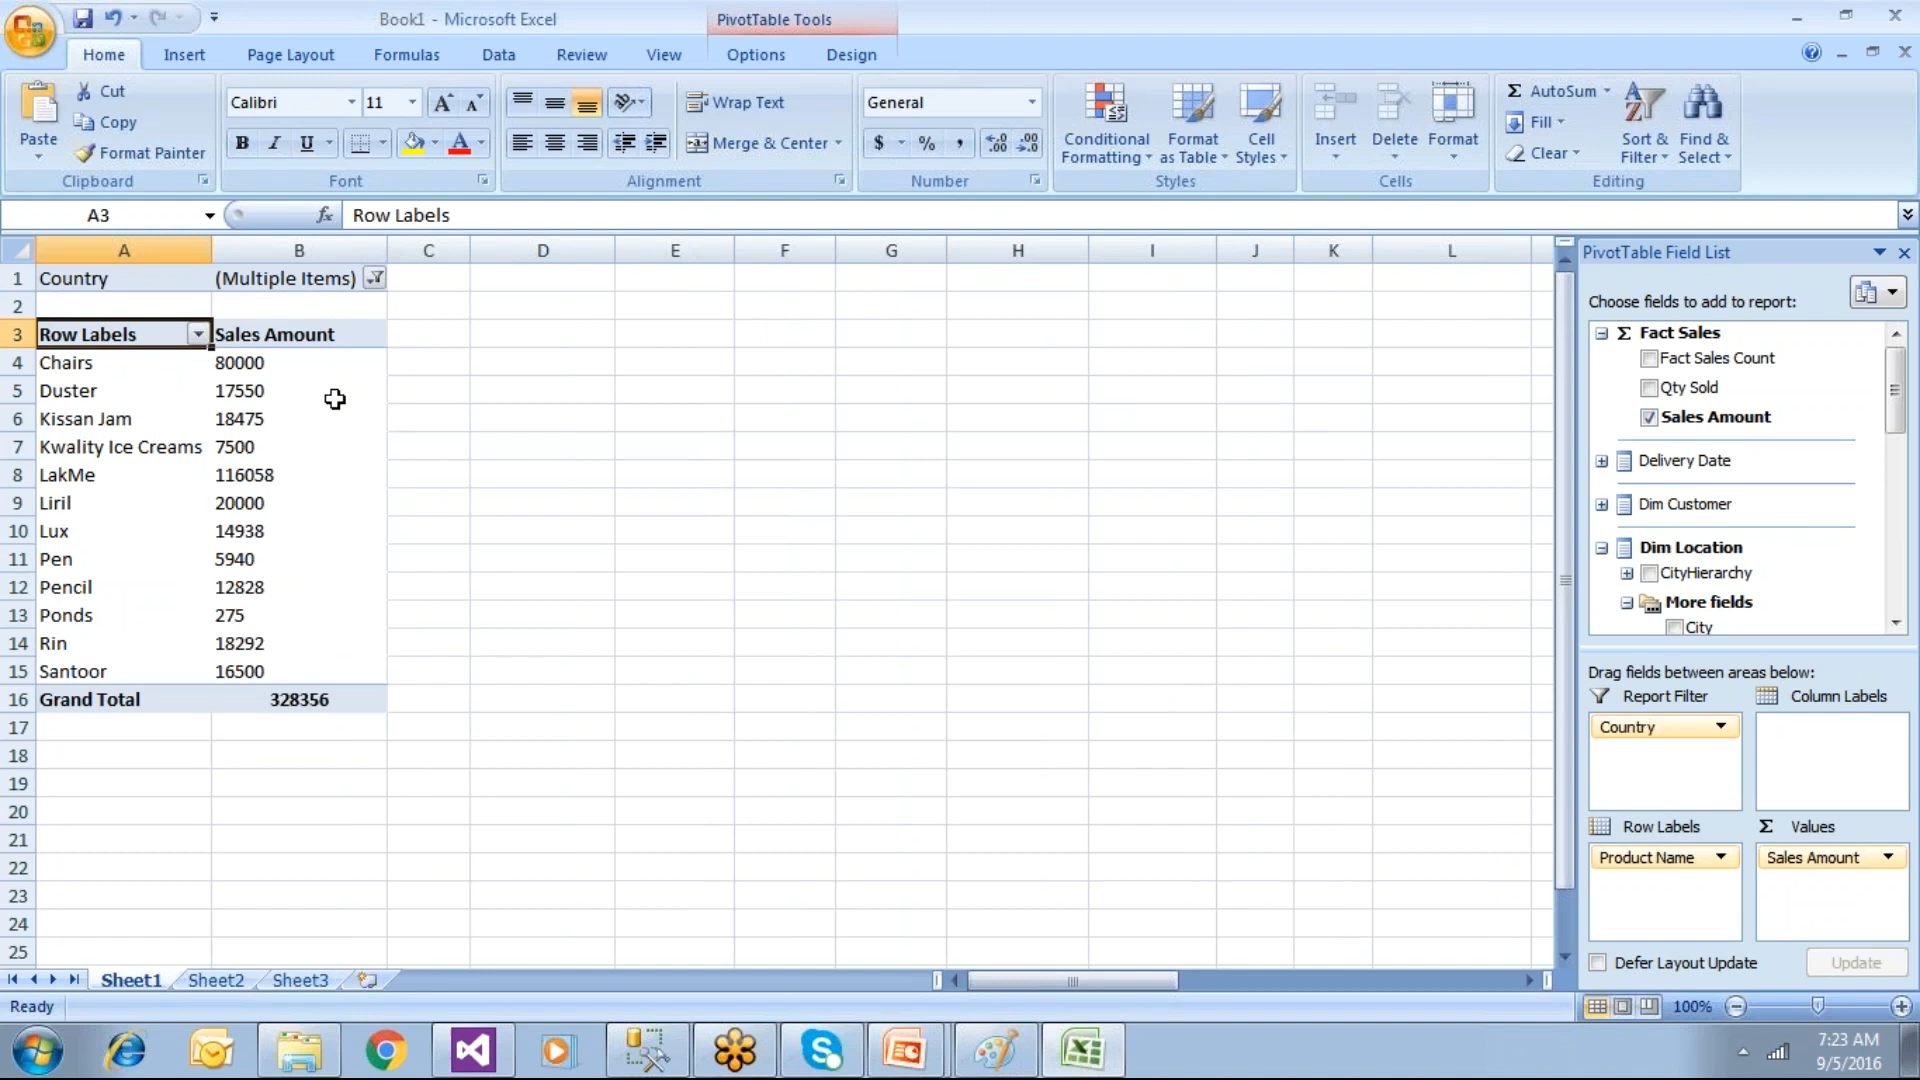 Book1 - Microsoft Excel
PivotTable Tools
Home
Insert
Page Layout
Formulas
Data
Review
View
Options
Design
Paste
Cut
Copy
Format Painter
Clipboard
Calibri
11
B I U
Font
Wrap Text
Merge & Center
Alignment
General
$ % ,
Number
Conditional Formatting
Format as Table
Cell Styles
Styles
Insert
Delete
Format
Cells
Σ AutoSum
Fill
Clear
Sort & Filter
Find & Select
Editing
A3
fx
Row Labels
A B C D E F G H I J K L
1 Country (Multiple Items)
2
3 Row Labels Sales Amount
4 Chairs 80000
5 Duster 17550
6 Kissan Jam 18475
7 Kwality Ice Creams 7500
8 LakMe 116058
9 Liril 20000
10 Lux 14938
11 Pen 5940
12 Pencil 12828
13 Ponds 275
14 Rin 18292
15 Santoor 16500
16 Grand Total 328356
17
18
19
20
21
22
23
24
25
PivotTable Field List
Choose fields to add to report:
Σ Fact Sales
Fact Sales Count
Qty Sold
Sales Amount
Delivery Date
Dim Customer
Dim Location
CityHierarchy
More fields
City
Drag fields between areas below:
Report Filter
Column Labels
Country
Row Labels
Σ Values
Product Name
Sales Amount
Defer Layout Update
Update
Sheet1
Sheet2
Sheet3
Ready
100%
7:23 AM
9/5/2016